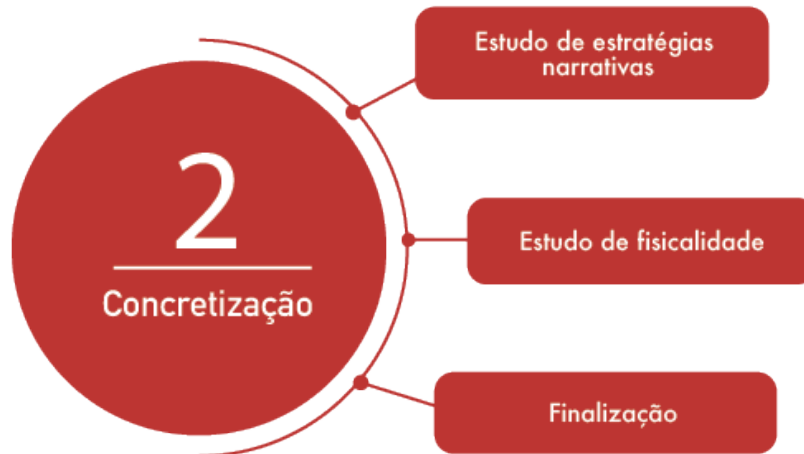 2
Concretização
Estudo de estratégias
narrativas
Estudo de fisicalidade
Finalização